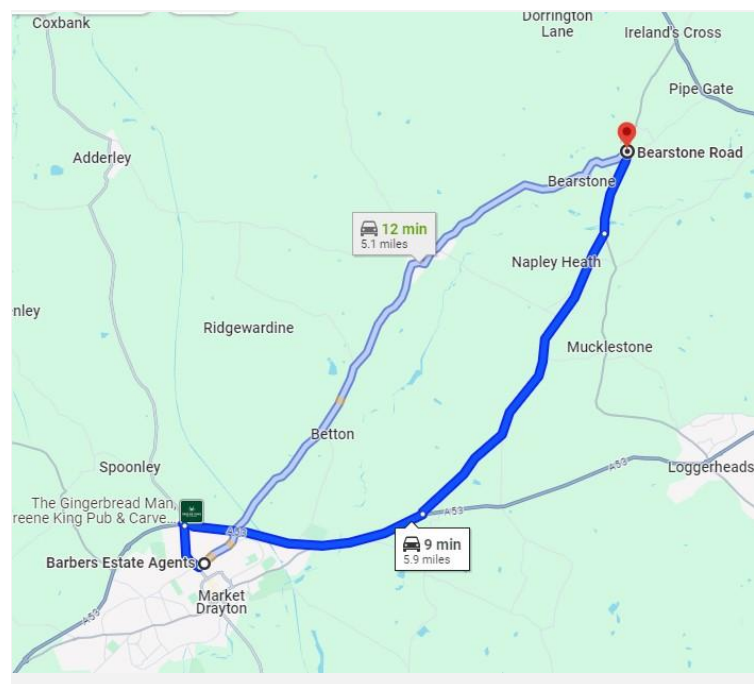 Coxbank
Dorrington
Lane
Ireland's Cross
Pipe Gate
Adderley
Bearstone Road
Bearstone
12 min
5.1 miles
Napley Heath
nley
Ridgewardine
Mucklestone
Betton
Spoonley
Loggerheads
A53
The Gingerbread Man,
reene King Pub & Carve...
A53
A53
9 min
5.9 miles
Barbers Estate Agents
Market
Drayton
A53